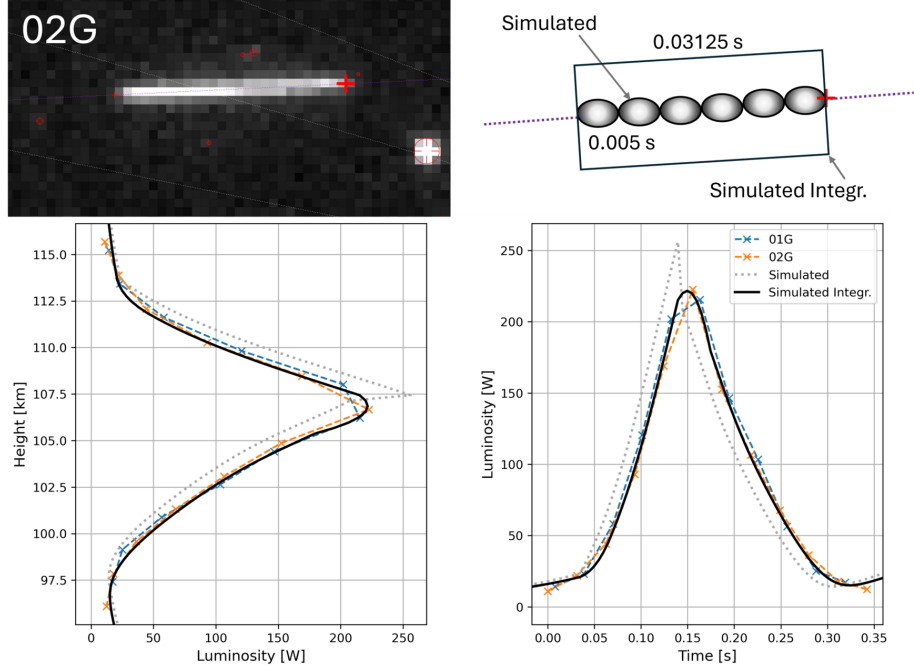 02G
Simulated
0.03125 s
0.005 s
Simulated Integr.
115.0
112.5
110.0
107.5
105.0
102.5
100.0
97.5
Height [km]
0 50 100 150 200 250
Luminosity [W]
250
200
150
100
50
0
Luminosity [W]
01G
02G
Simulated
Simulated Integr.
0.00 0.05 0.10 0.15 0.20 0.25 0.30 0.35
Time [s]